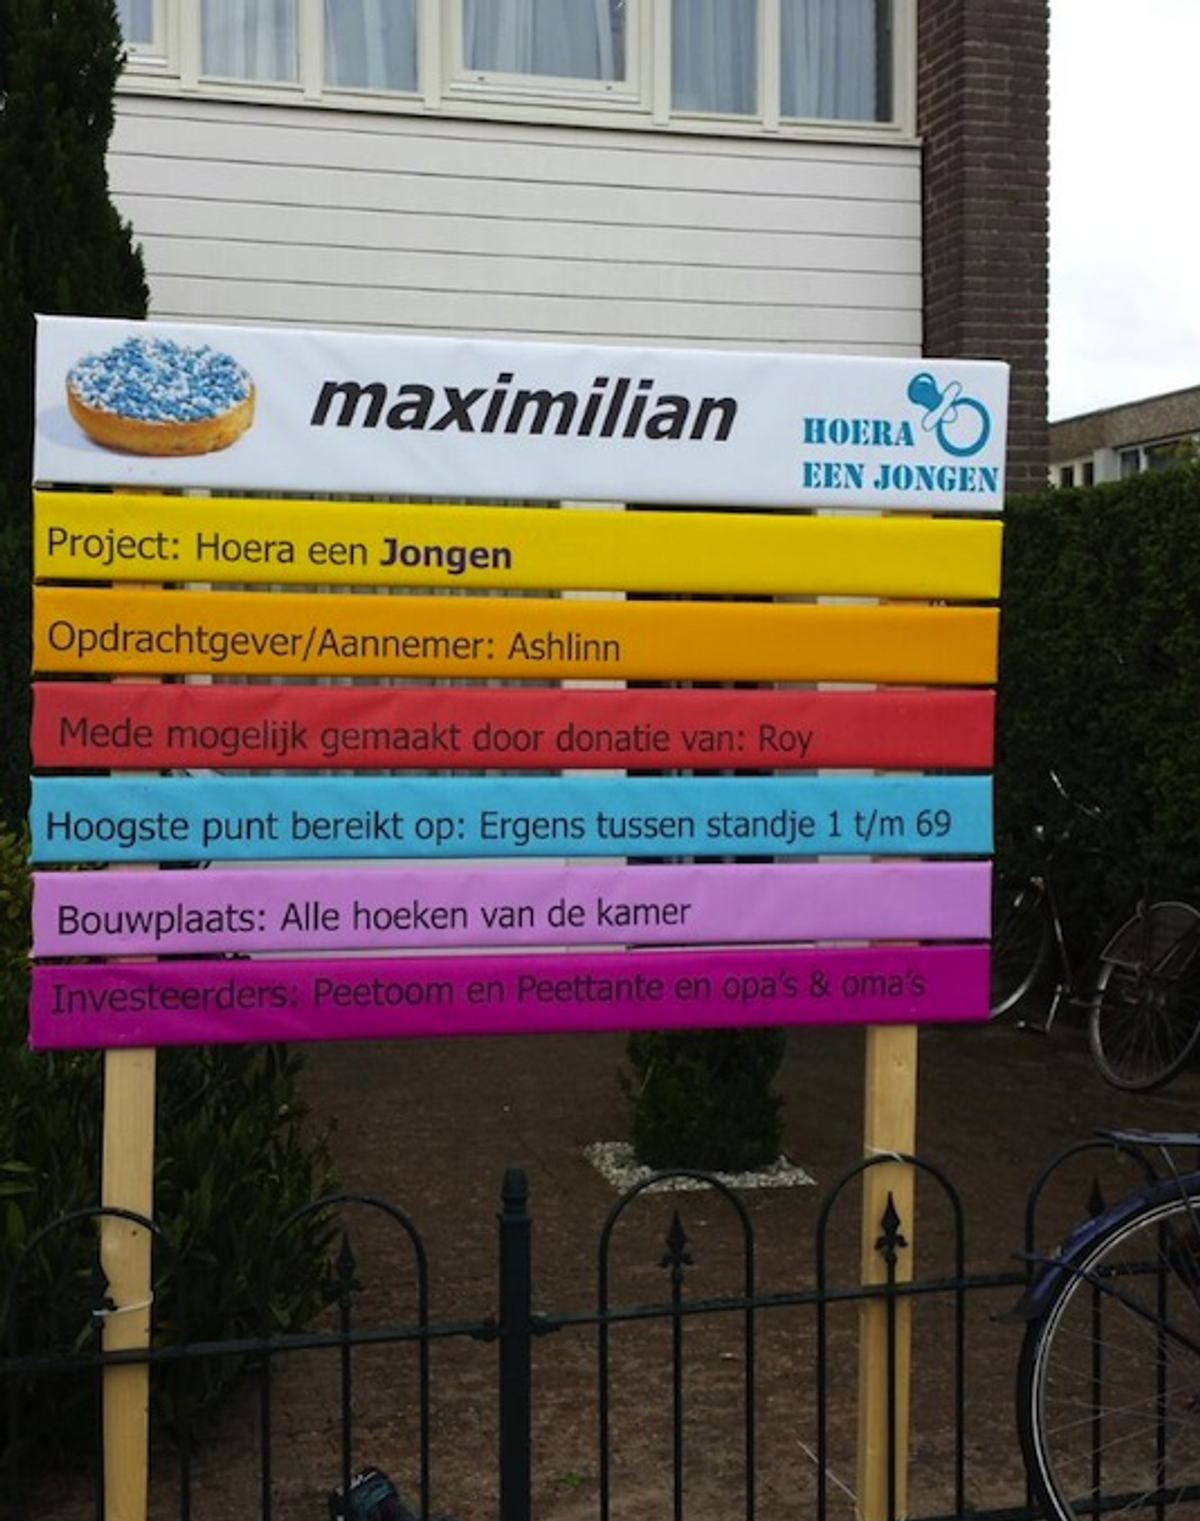 maximilian
HOERA
EEN JONGEN
Project: Hoera een Jongen
Opdrachtgever/Aannemer: Ashlinn
Mede mogelijk gemaakt door donatie van: Roy
Hoogste punt bereikt op: Ergens tussen standje 1 t/m 69
Bouwplaats: Alle hoeken van de kamer
Investeerders: Peetoom en Peettante en opa's & oma's